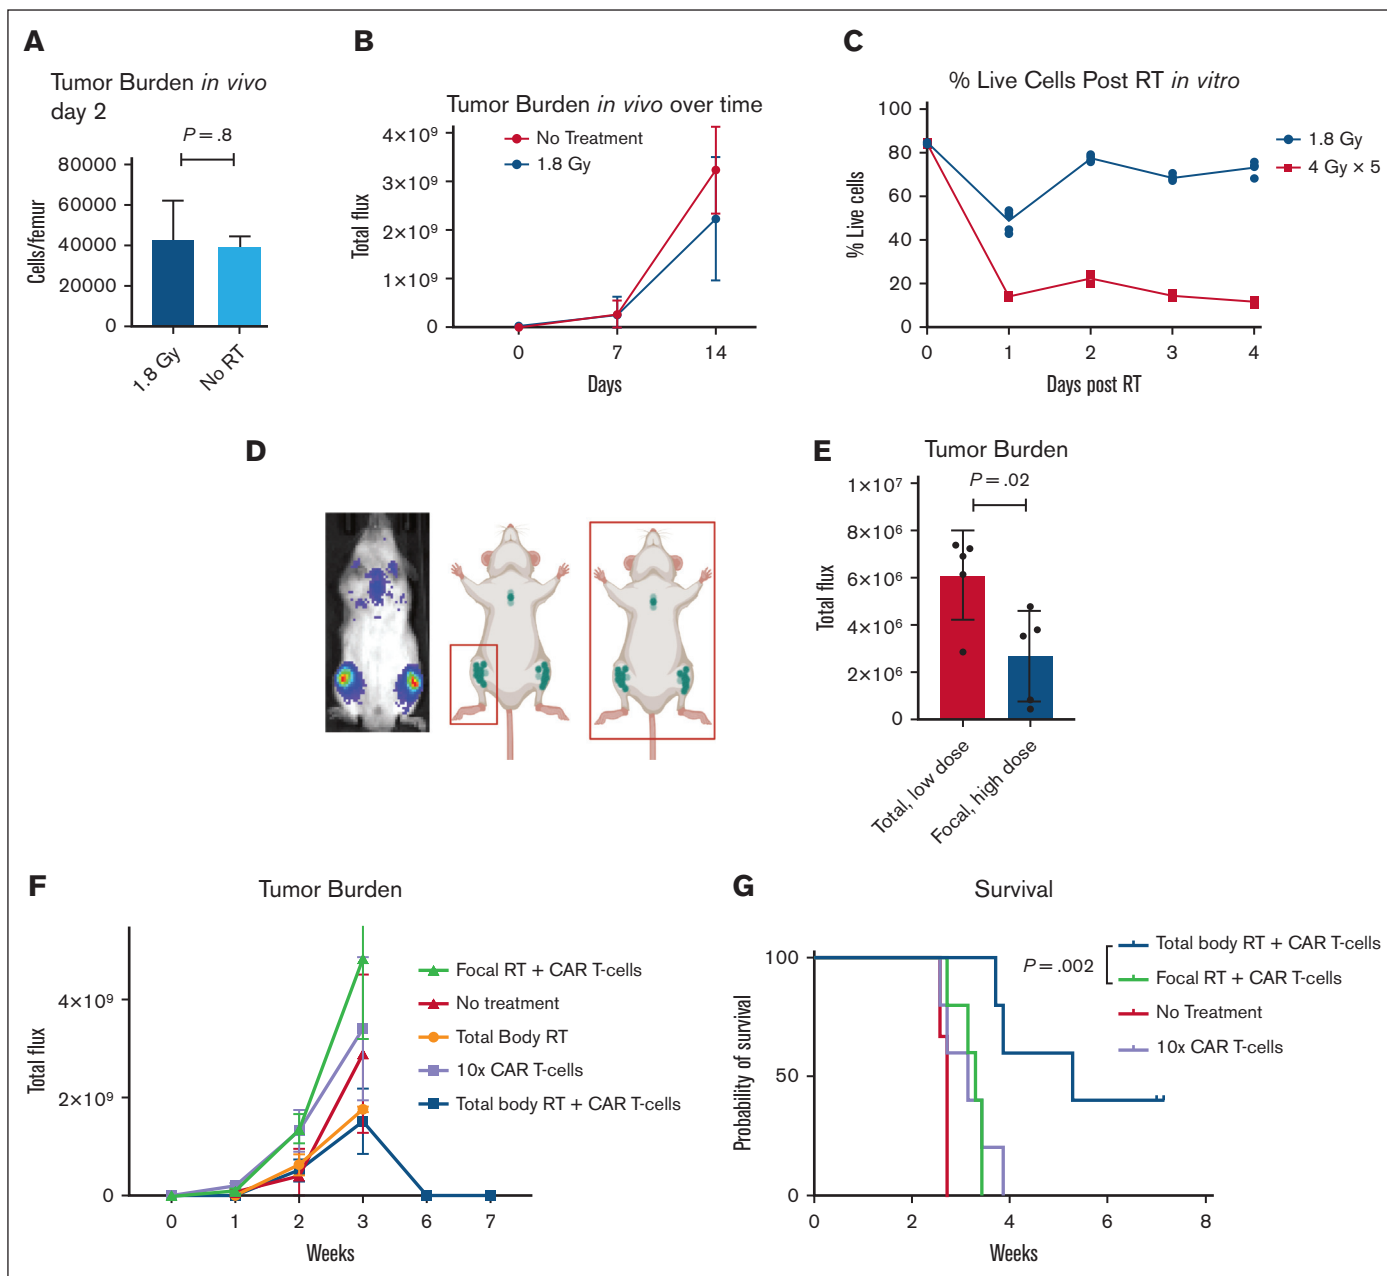 A
Tumor Burden in vivo
day 2
P = .8
80000
60000
40000
20000
0
Cells/femur
1.8 Gy
No RT
B
Tumor Burden in vivo over time
No Treatment
1.8 Gy
4×10⁹
3×10⁹
2×10⁹
1×10⁹
0
Total flux
0 7 14
Days
C
% Live Cells Post RT in vitro
100
80
60
40
20
0
% Live cells
0 1 2 3 4
Days post RT
1.8 Gy
4 Gy × 5
D
E
Tumor Burden
P = .02
1×10⁷
8×10⁶
6×10⁶
4×10⁶
2×10⁶
0
Total flux
Total, low dose
Focal, high dose
F
Tumor Burden
4×10⁹
2×10⁹
0
Total flux
0 1 2 3 6 7
Weeks
Focal RT + CAR T-cells
No treatment
Total Body RT
10x CAR T-cells
Total body RT + CAR T-cells
G
Survival
100
50
0
Probability of survival
0 2 4 6 8
Weeks
P = .002
Total body RT + CAR T-cells
Focal RT + CAR T-cells
No Treatment
10x CAR T-cells